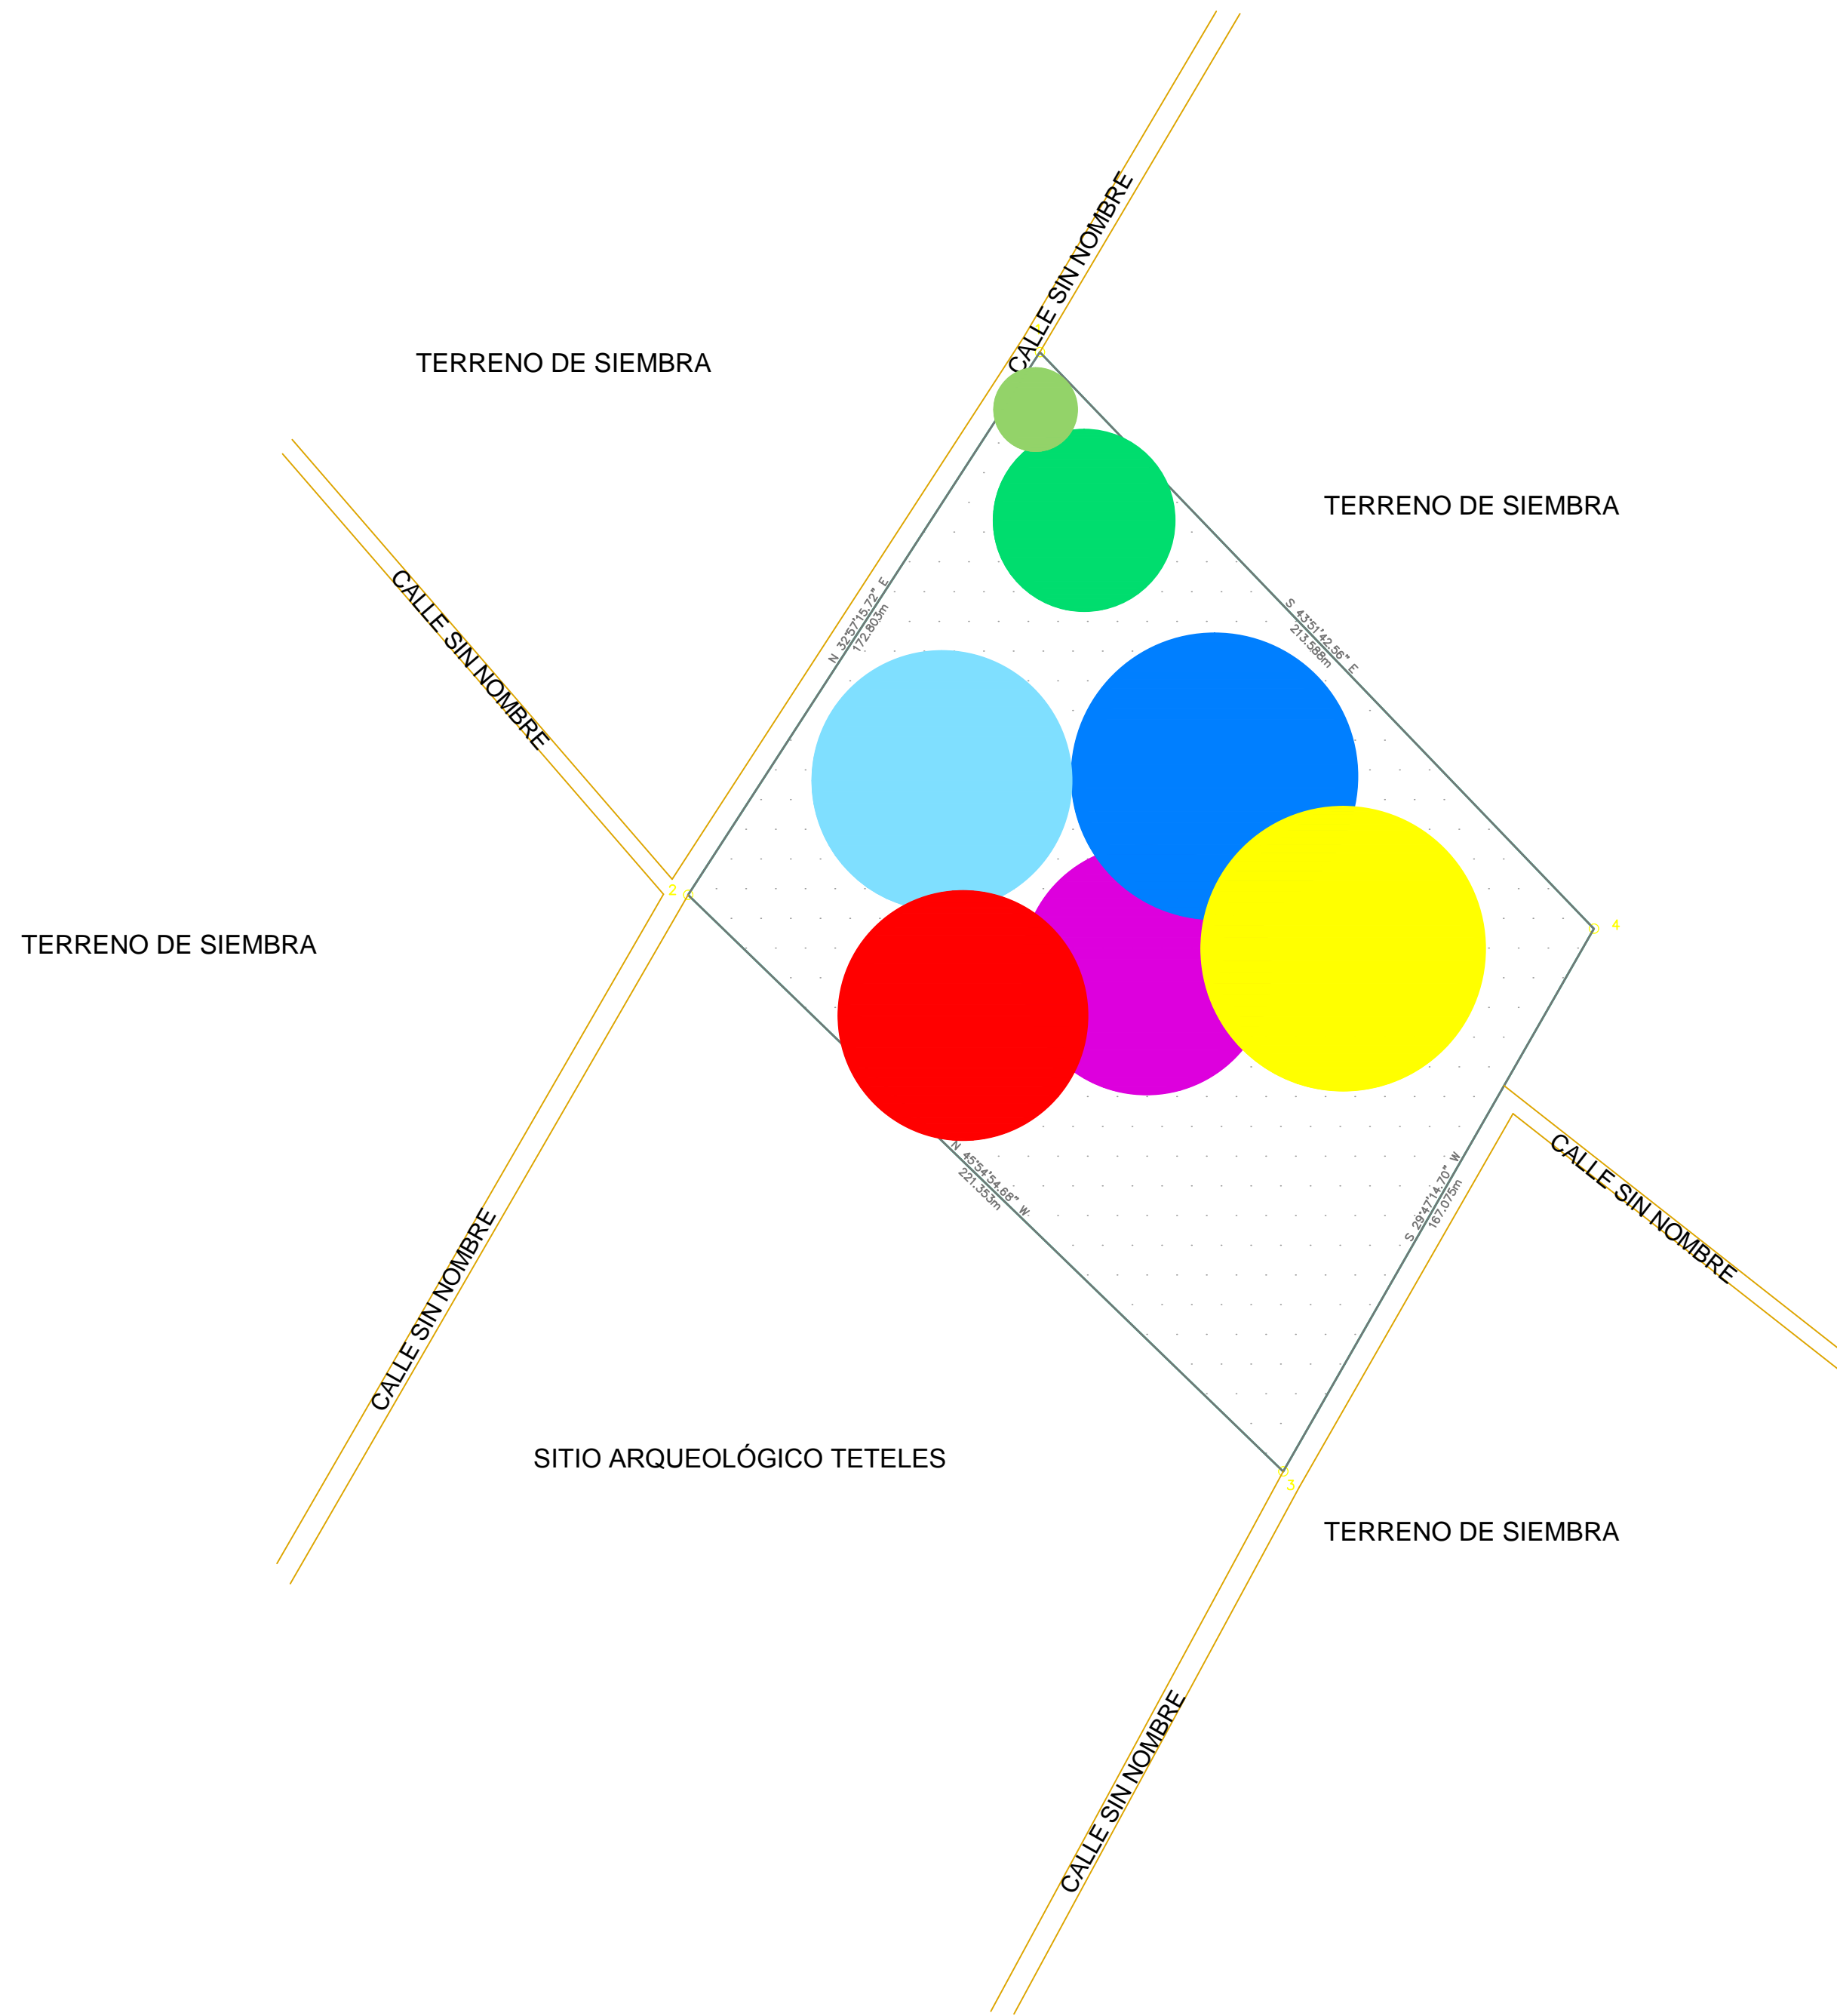 CALLE SIN NOMBRE
TERRENO DE SIEMBRA
TERRENO DE SIEMBRA
CALLE SIN NOMBRE
N 32°57'15.72" E
172.803m
S 43°51'42.56" E
213.588m
2
4
TERRENO DE SIEMBRA
N 45°54'54.68" W
221.353m
S 29°47'14.70" W
167.075m
CALLE SIN NOMBRE
CALLE SIN NOMBRE
SITIO ARQUEOLÓGICO TETELES
3
TERRENO DE SIEMBRA
CALLE SIN NOMBRE